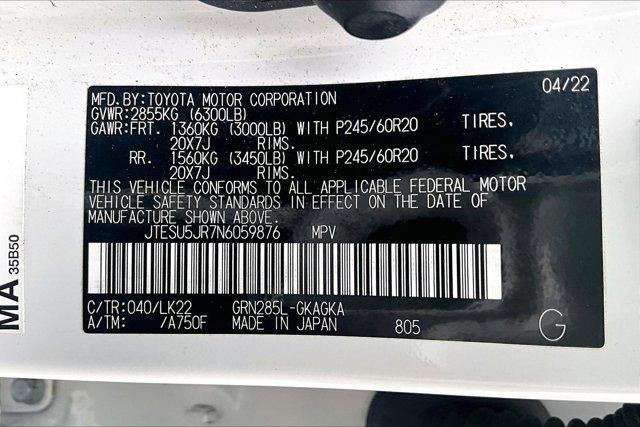 04/22
MFD.BY:TOYOTA MOTOR CORPORATION
GVWR:2855KG (6300LB)
GAWR:FRT. 1360KG (3000LB) WITH P245/60R20 TIRES,
20X7J RIMS.
RR. 1560KG (3450LB) WITH P245/60R20 TIRES,
20X7J RIMS.
THIS VEHICLE CONFORMS TO ALL APPLICABLE FEDERAL MOTOR
VEHICLE SAFETY STANDARDS IN EFFECT ON THE DATE OF
MANUFACTURE SHOWN ABOVE.
JTESU5JR7N6059876 MPV
C/TR:040/LK22 GRN285L-GKAGKA
A/TM: /A750F MADE IN JAPAN 805 G
MA
35B50